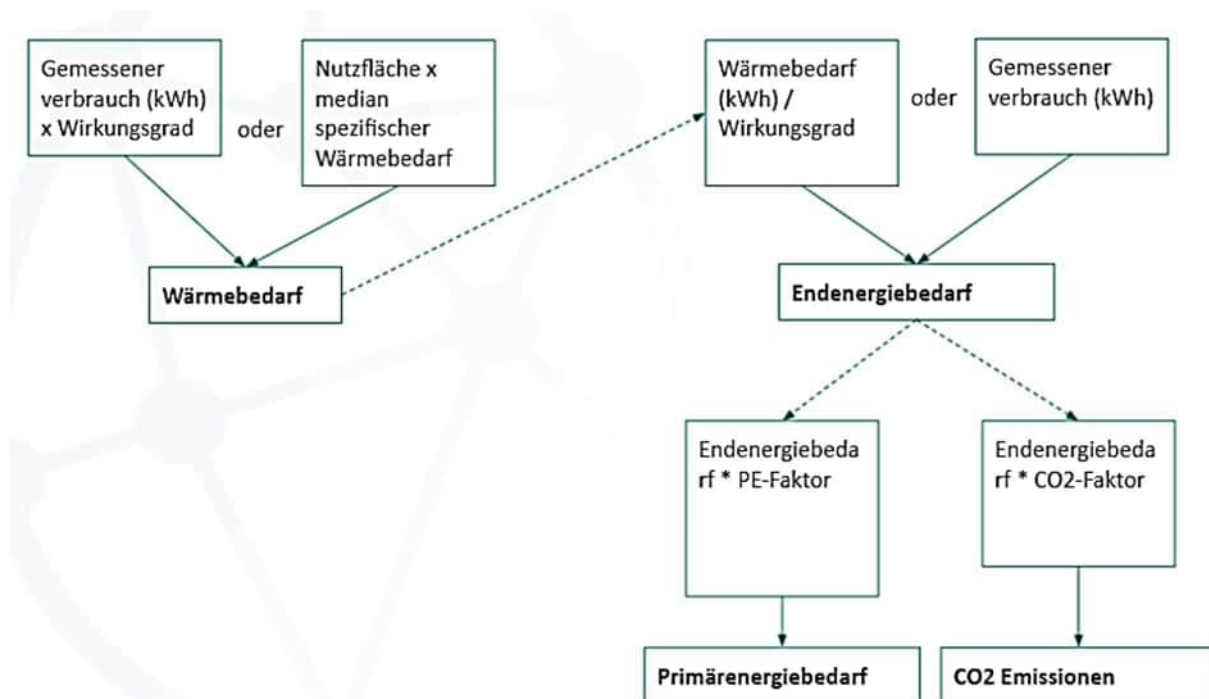 Gemessener
verbrauch (kWh)
x Wirkungsgrad
oder
Nutzfläche x
median
spezifischer
Wärmebedarf
Wärmebedarf
(kWh) /
Wirkungsgrad
oder
Gemessener
verbrauch (kWh)
Wärmebedarf
Endenergiebedarf
Endenergiebeda
rf * PE-Faktor
Endenergiebeda
rf * CO2-Faktor
Primärenergiebedarf
CO2 Emissionen